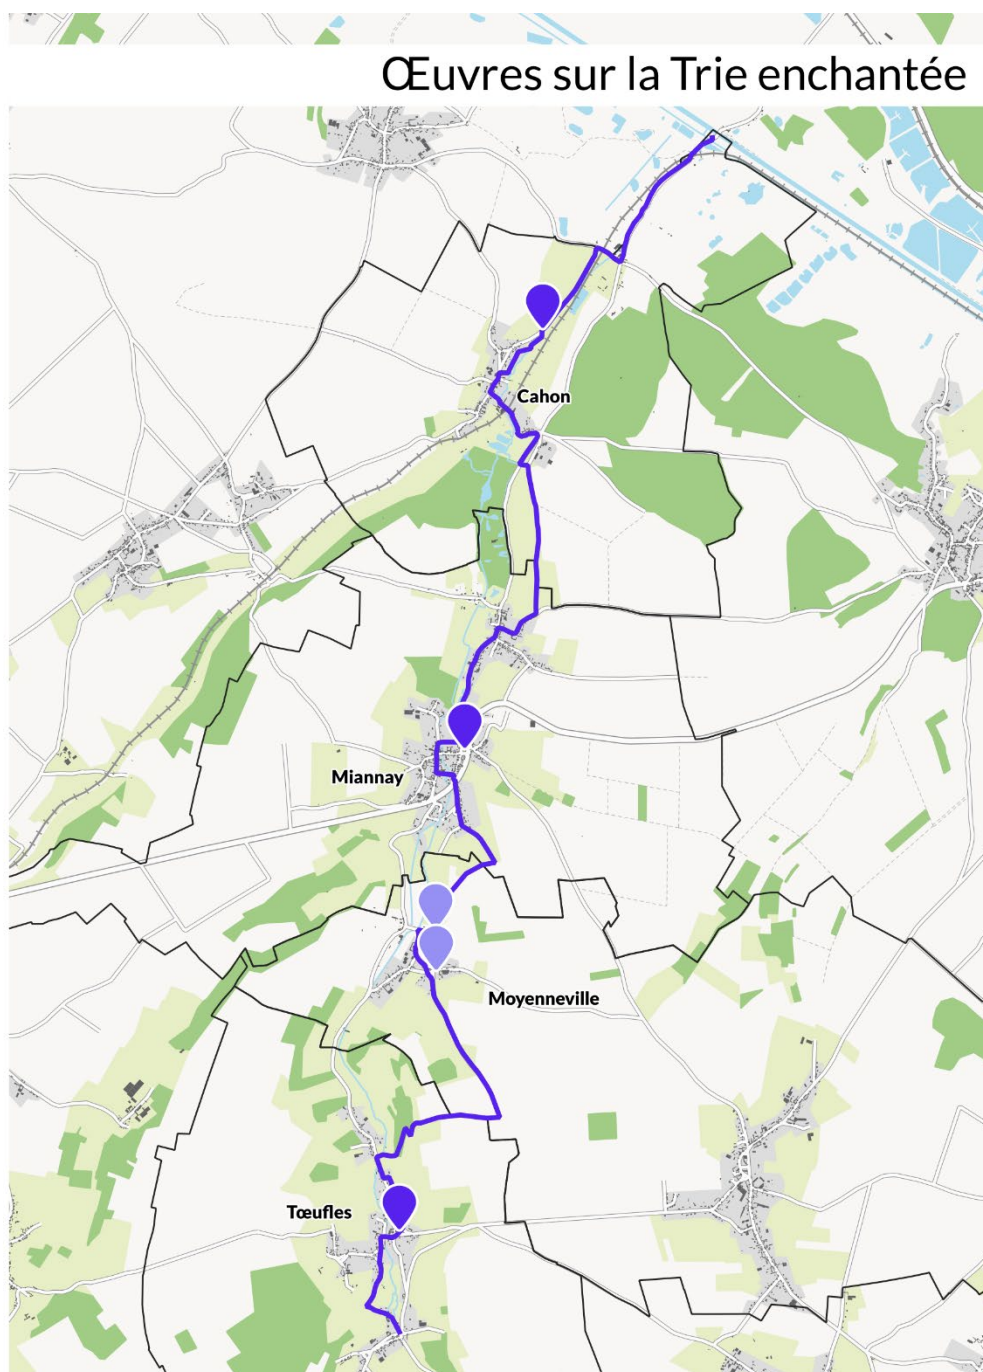 Œuvres sur la Trie enchantée
Cahon
Miannay
Moyenneville
Tœufles